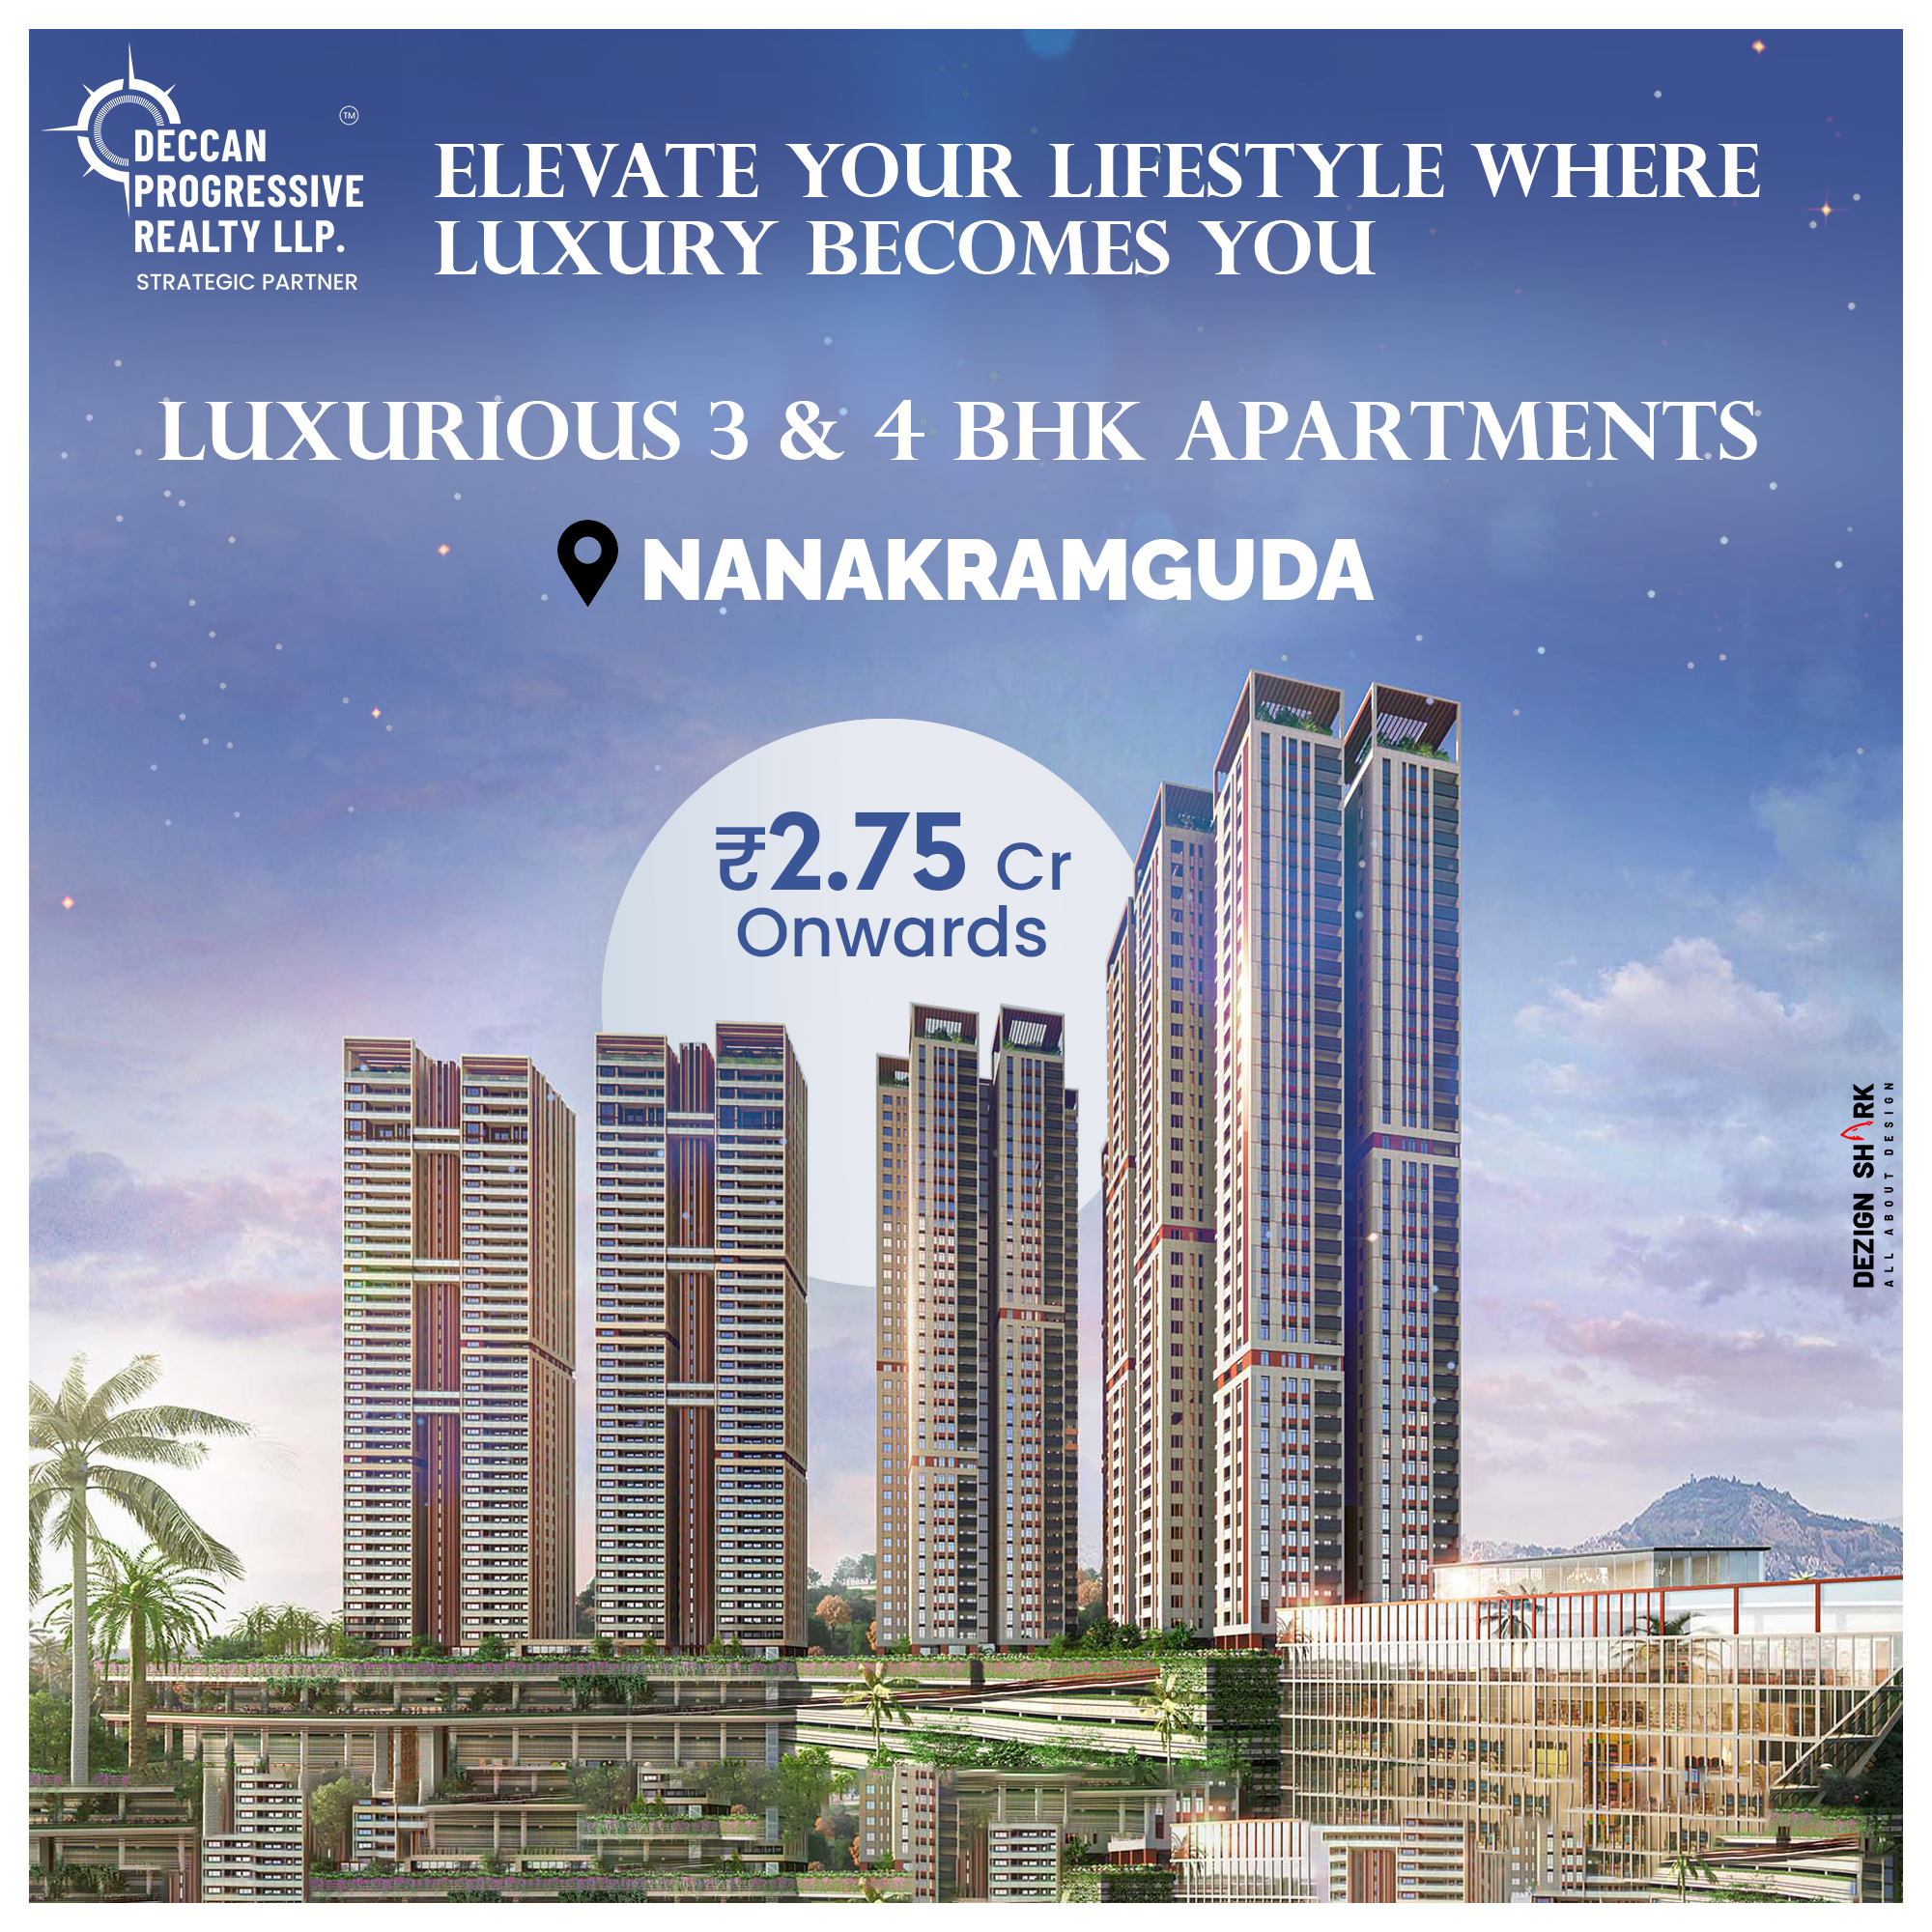 DECCAN
PROGRESSIVE
REALTY LLP.
STRATEGIC PARTNER
TM
ELEVATE YOUR LIFESTYLE WHERE
LUXURY BECOMES YOU
LUXURIOUS 3 & 4 BHK APARTMENTS
NANAKRAMGUDA
₹2.75 Cr
Onwards
DEZIGN SHARK
ALL ABOUT DESIGN